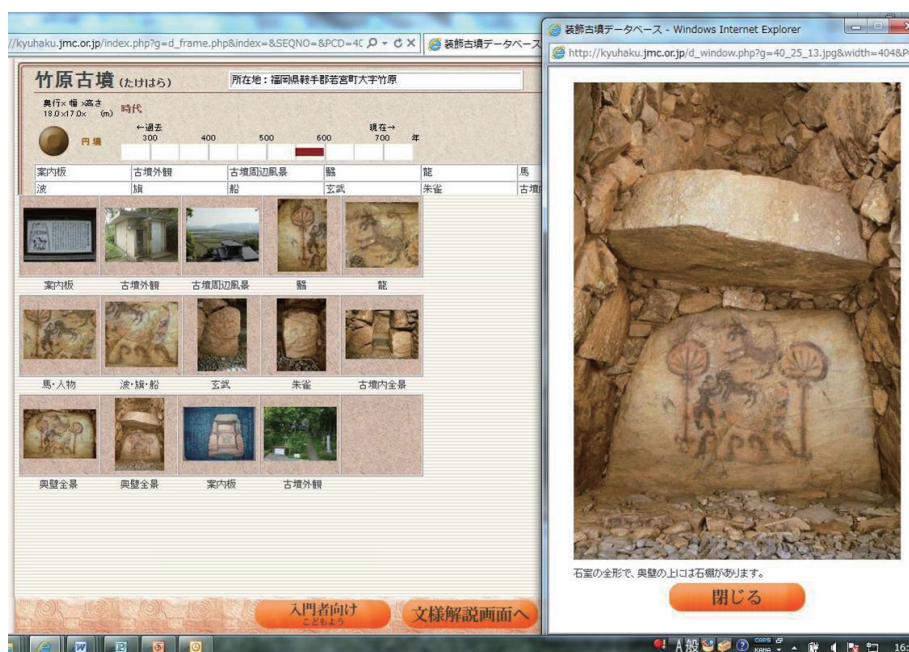 //kyuhaku.jmc.or.jp/index.php?g=d_frame.php&index=&SEQNO=&PCD=4
装飾古墳データベース
竹原古墳 (たけはら)
所在地：福岡県鞍手郡若宮町大字竹原
奥行×幅×高さ
18.0×17.0× (m)
時代
円墳
←過去
現在→
300 400 500 600 700 年
案内板 古墳外観 古墳周辺風景 翳 龍 馬
波 旗 船 玄武 朱雀
案内板 古墳外観 古墳周辺風景 翳 龍
馬・人物 波・旗・船 玄武 朱雀 古墳内全景
奥壁全景 奥壁全景 案内板 古墳外観
入門者向け
こどもよう
文様解説画面へ
装飾古墳データベース - Windows Internet Explorer
http://kyuhaku.jmc.or.jp/d_window.php?g=40_25_13.jpg&width=404&P
石室の全形で、奥壁の上には石棚があります。
閉じる
A 般
CAPS
KANA
16: